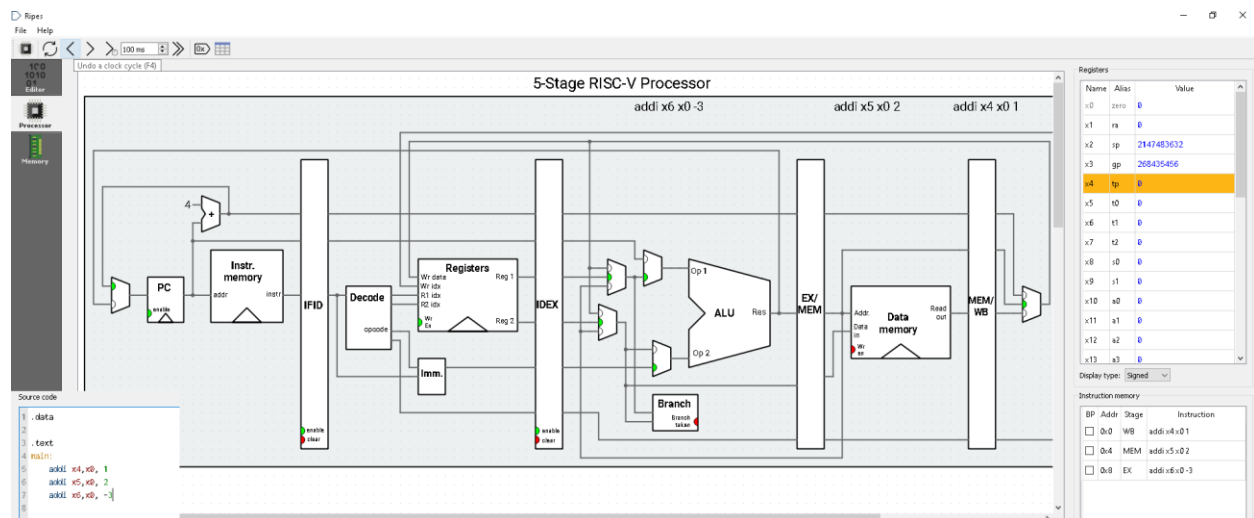 Ripes
File Help
100 ms
0x
Undo a clock cycle (F4)
Editor
Processor
Memory
5-Stage RISC-V Processor
addi x6 x0 -3 addi x5 x0 2 addi x4 x0 1
4
+
PC
enable
Instr.
memory
addr
instr
IFID
enable
clear
Decode
opcode
Imm.
Registers
Wr data
Wr idx
R1 idx
R2 idx
Wr
En
Reg 1
Reg 2
IDEX
enable
clear
Op 1
ALU
Res
Op 2
Branch
Branch
taken
EX/
MEM
Addr.
Data
in
Wr
en
Data
memory
Read
out
MEM/
WB
Source code
1 .data
2
3 .text
4 main:
5 addi x4,x0, 1
6 addi x5,x0, 2
7 addi x6,x0, -3
8
Registers
Name Alias Value
x0 zero 0
x1 ra 0
x2 sp 2147483632
x3 gp 268435456
x4 tp 0
x5 t0 0
x6 t1 0
x7 t2 0
x8 s0 0
x9 s1 0
x10 a0 0
x11 a1 0
x12 a2 0
x13 a3 0
Display type: Signed
Instruction memory
BP Addr Stage Instruction
0x0 WB addi x4 x0 1
0x4 MEM addi x5 x0 2
0x8 EX addi x6 x0 -3